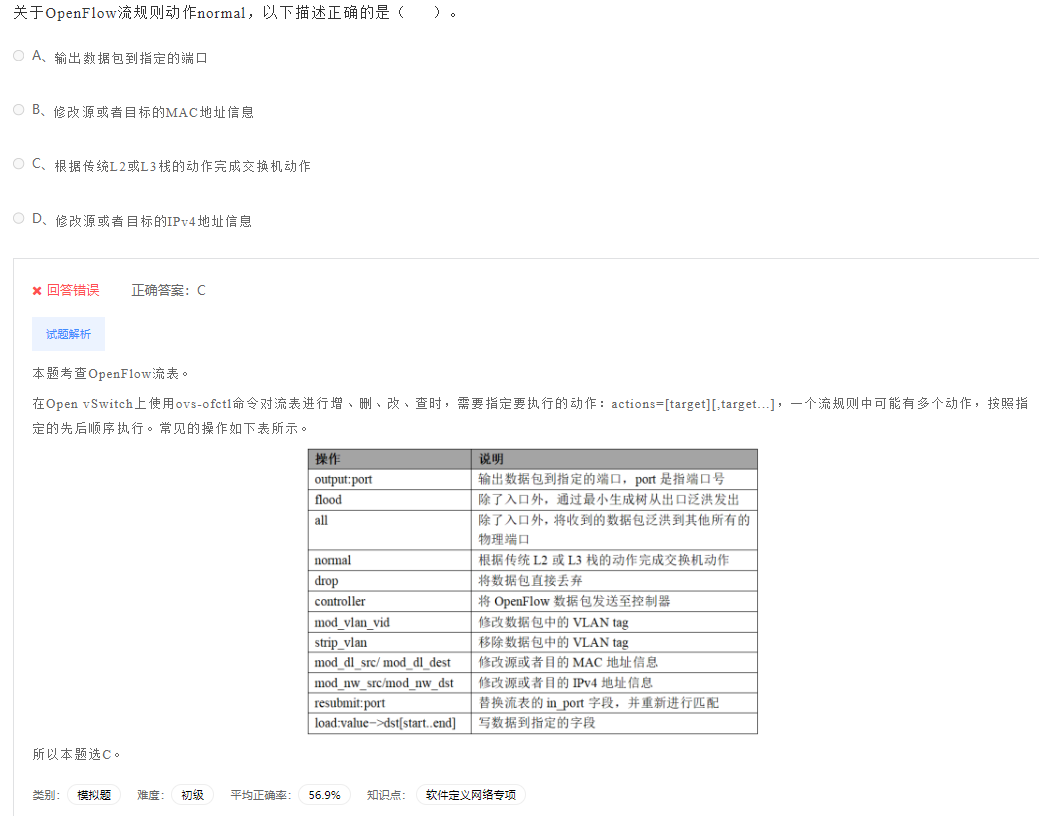 关于OpenFlow流规则动作normal，以下描述正确的是（　　）。
A、输出数据包到指定的端口
B、修改源或者目标的MAC地址信息
C、根据传统L2或L3栈的动作完成交换机动作
D、修改源或者目标的IPv4地址信息
回答错误 正确答案：C
试题解析
本题考查OpenFlow流表。
在Open vSwitch上使用ovs-ofctl命令对流表进行增、删、改、查时，需要指定要执行的动作：actions=[target][,target...]，一个流规则中可能有多个动作，按照指
定的先后顺序执行。常见的操作如下表所示。
操作 说明
output:port 输出数据包到指定的端口，port 是指端口号
flood 除了入口外，通过最小生成树从出口泛洪发出
all 除了入口外，将收到的数据包泛洪到其他所有的
物理端口
normal 根据传统 L2 或 L3 栈的动作完成交换机动作
drop 将数据包直接丢弃
controller 将 OpenFlow 数据包发送至控制器
mod_vlan_vid 修改数据包中的 VLAN tag
strip_vlan 移除数据包中的 VLAN tag
mod_dl_src/ mod_dl_dest 修改源或者目的 MAC 地址信息
mod_nw_src/mod_nw_dst 修改源或者目的 IPv4 地址信息
resubmit:port 替换流表的 in_port 字段，并重新进行匹配
load:value−>dst[start..end] 写数据到指定的字段
所以本题选C。
类别： 模拟题 难度： 初级 平均正确率： 56.9% 知识点： 软件定义网络专项